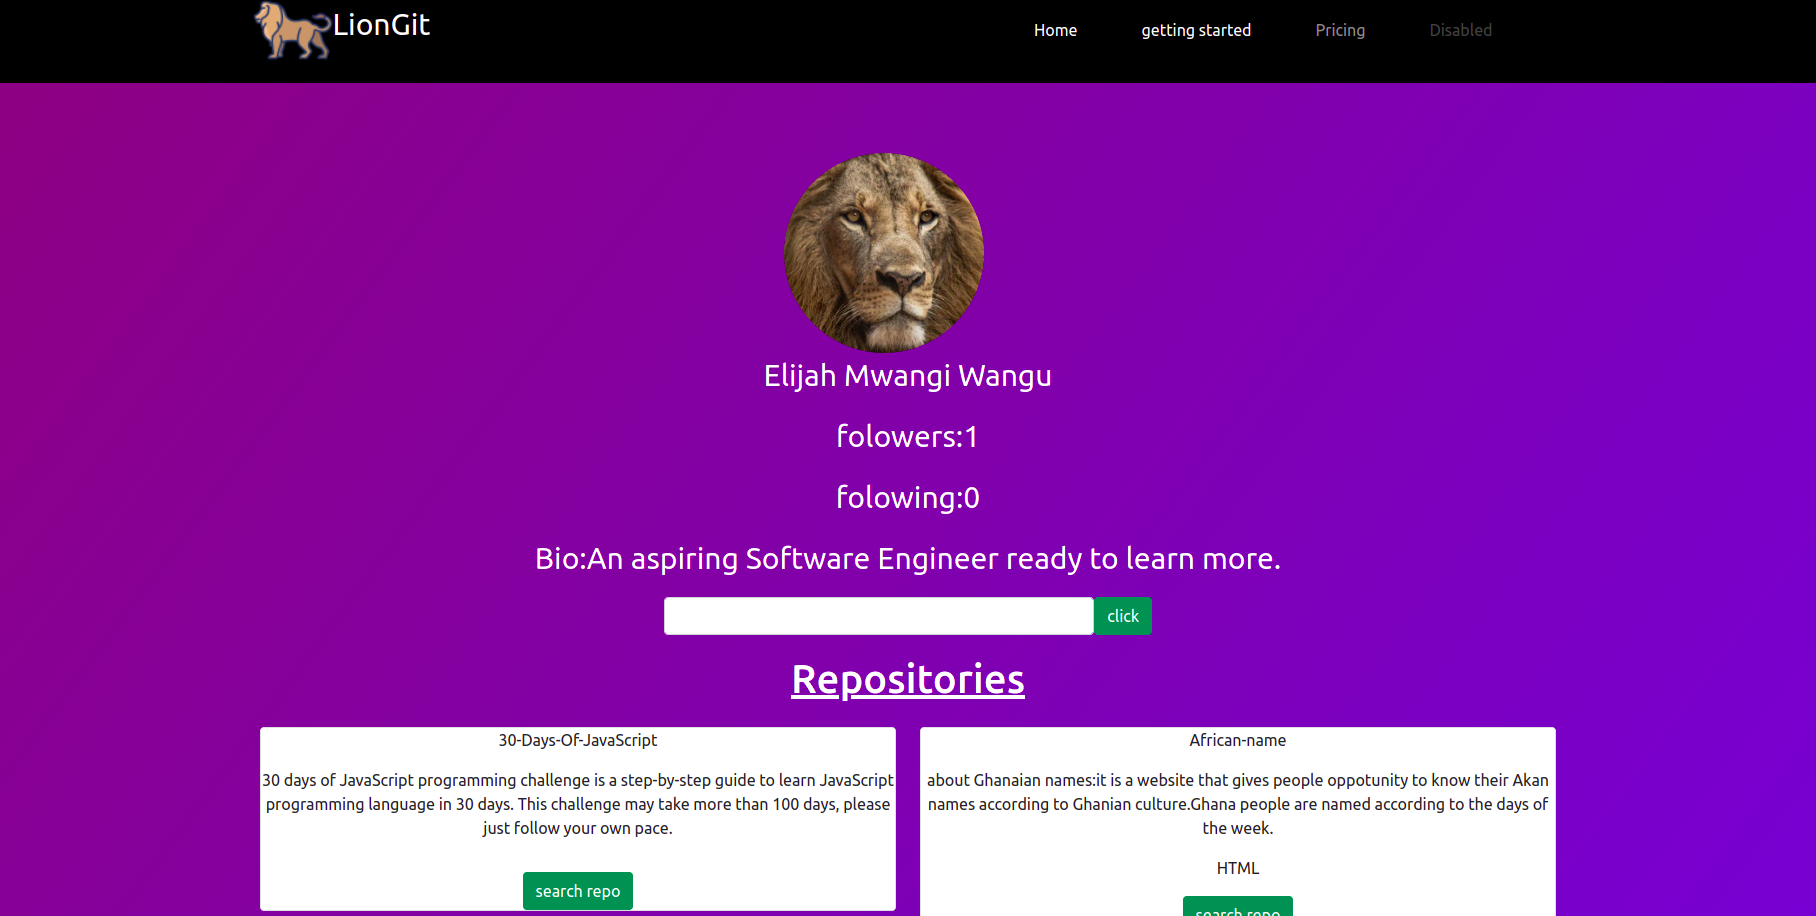 LionGit
Home
getting started
Pricing
Disabled
Elijah Mwangi Wangu
folowers:1
folowing:0
Bio:An aspiring Software Engineer ready to learn more.
click
Repositories
30-Days-Of-JavaScript
30 days of JavaScript programming challenge is a step-by-step guide to learn JavaScript
programming language in 30 days. This challenge may take more than 100 days, please
just follow your own pace.
search repo
African-name
about Ghanaian names:it is a website that gives people oppotunity to know their Akan
names according to Ghanian culture.Ghana people are named according to the days of
the week.
HTML
search repo